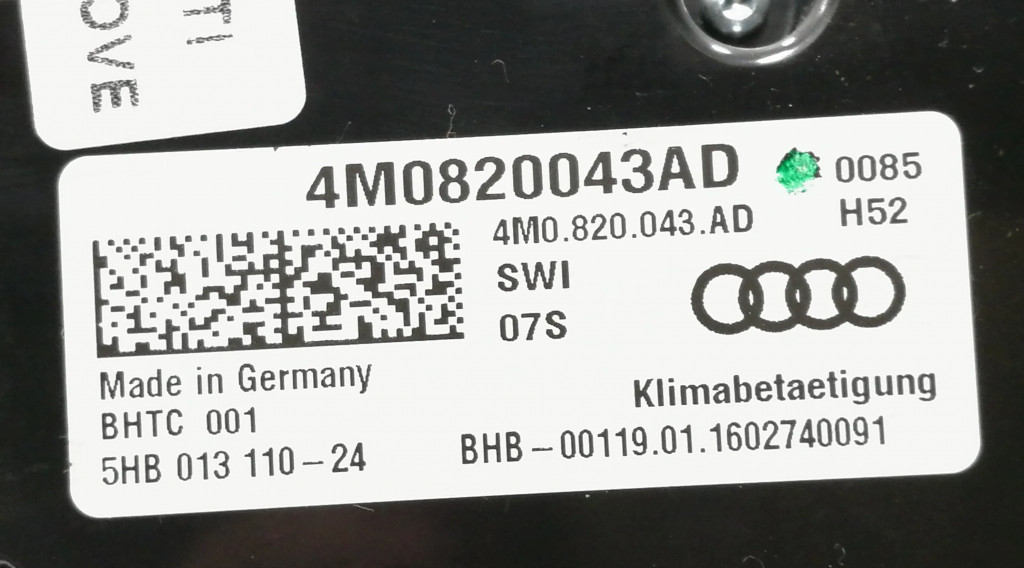 OVE
4M0820043AD
0085
4M0.820.043.AD
H52
SWI
07S
Made in Germany
BHTC 001
Klimabetaetigung
5HB 013 110-24
BHB-00119.01.1602740091